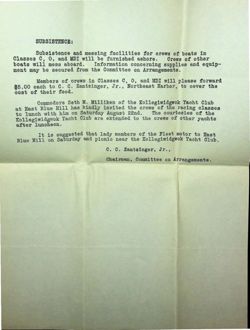 SUBSISTENCE:
Subsistence and messing facilities for crews of boats in
Classes C, O, and MDI will be furnished ashore. Crews of other
boats will mess aboard. Information concerning supplies and equip-
ment may be secured from the Committee on Arrangements.
Members of crews in Classes C, O, and MDI will please forward
$5.00 each to C. C. Zantzinger, Jr., Northeast Harbor, to cover the
cost of their food.
Commodore Seth M. Milliken of the Kollegewidgwok Yacht Club
at East Blue Hill has kindly invited the crews of the racing classes
to lunch with him on Saturday August 22nd. The courtesies of the
Kollegiwidgwok Yacht Club are extended to the crews of other yachts
after luncheon.
It is suggested that lady members of the Fleet motor to East
Blue Hill on Saturday and picnic near the Kollegiwidgwok Yacht Club.
C. C. Zantzinger, Jr.,
Chairman, Committee on Arrangements.